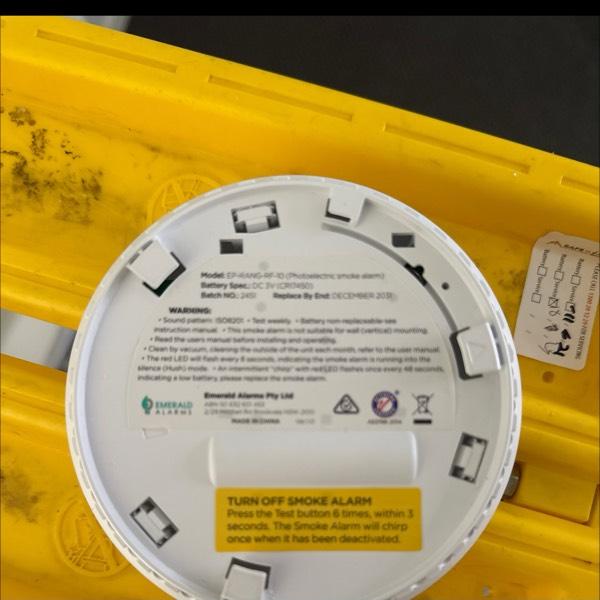 Model: EP-KANG-RF-10 (Photoelectric smoke alarm)
Battery Spec.: DC 3V (CR17450)
Batch NO.: 2451 Replace By End: DECEMBER 2031
WARNING:
• Sound pattern: ISO8201 • Test weekly. • Battery non-replaceable-see
instruction manual. • This smoke alarm is not suitable for wall (vertical) mounting.
• Read the users manual before installing and operating.
• Clean by vacuum, cleaning the outside of the unit each month, refer to the user manual.
• The red LED will flash every 8 seconds, indicating the smoke alarm is running into the
silence (Hush) mode. • An intermittent "chirp" with red LED flashes once every 48 seconds,
indicating a low battery, please replace the smoke alarm.
EMERALD
ALARMS
Emerald Alarms Pty Ltd
MADE IN CHINA
AS3786-2014
TURN OFF SMOKE ALARM
Press the Test button 6 times, within 3
seconds. The Smoke Alarm will chirp
once when it has been deactivated.